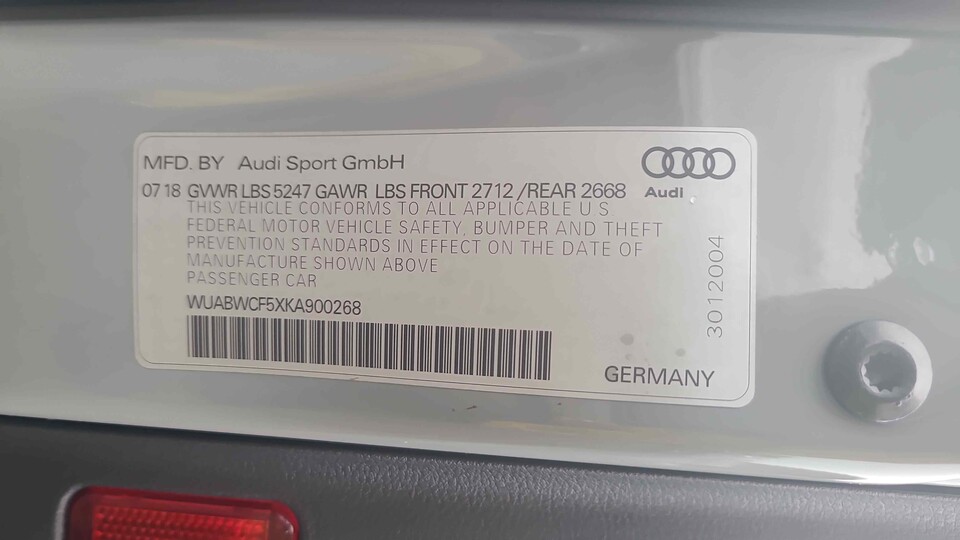 MFD. BY Audi Sport GmbH
07 18 GVWR LBS 5247 GAWR LBS FRONT 2712 /REAR 2668
Audi
THIS VEHICLE CONFORMS TO ALL APPLICABLE U S
FEDERAL MOTOR VEHICLE SAFETY, BUMPER AND THEFT
PREVENTION STANDARDS IN EFFECT ON THE DATE OF
MANUFACTURE SHOWN ABOVE
PASSENGER CAR
WUABWCF5XKA900268
3012004
GERMANY